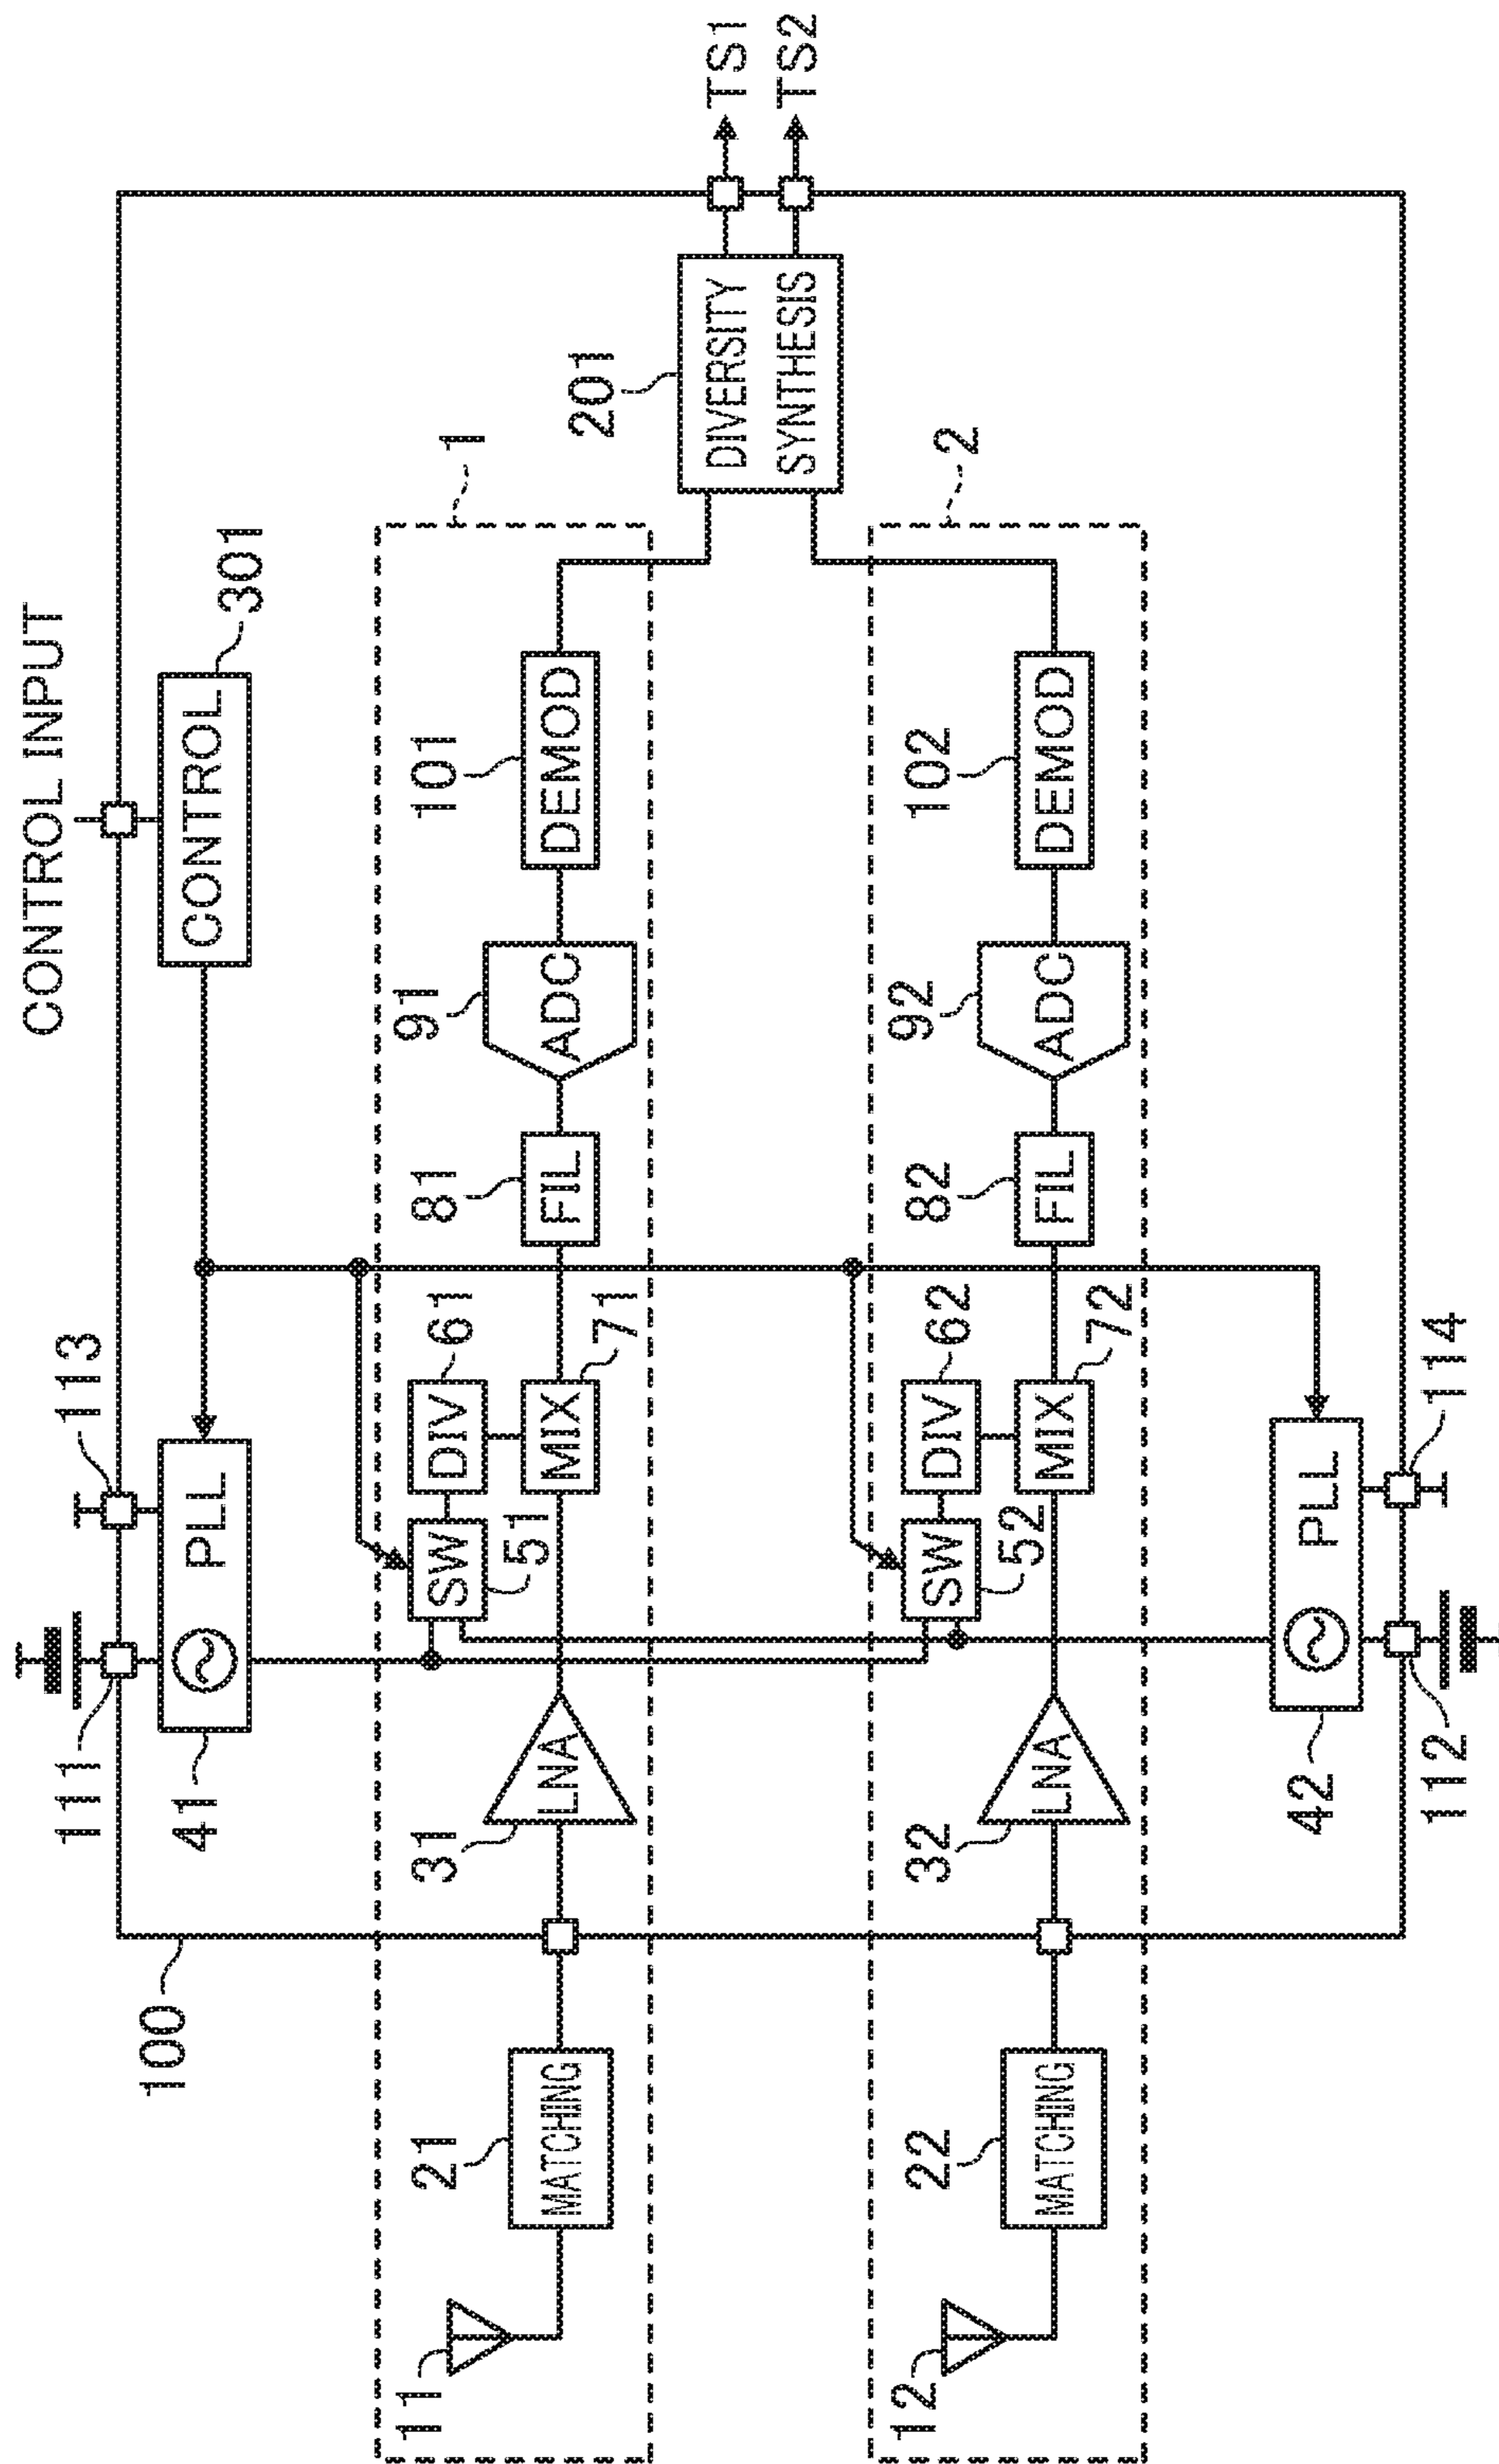 CONTROL INPUT
113
111
301
CONTROL
PLL
41
100
1
91
101
81
61
ADC
DEMOD
FIL
DIV
SW
51
MIX
71
31
LNA
21
MATCHING
11
201
DIVERSITY
SYNTHESIS
TS1
TS2
2
92
102
82
62
ADC
DEMOD
FIL
DIV
SW
52
MIX
72
32
LNA
22
MATCHING
12
PLL
42
112
114